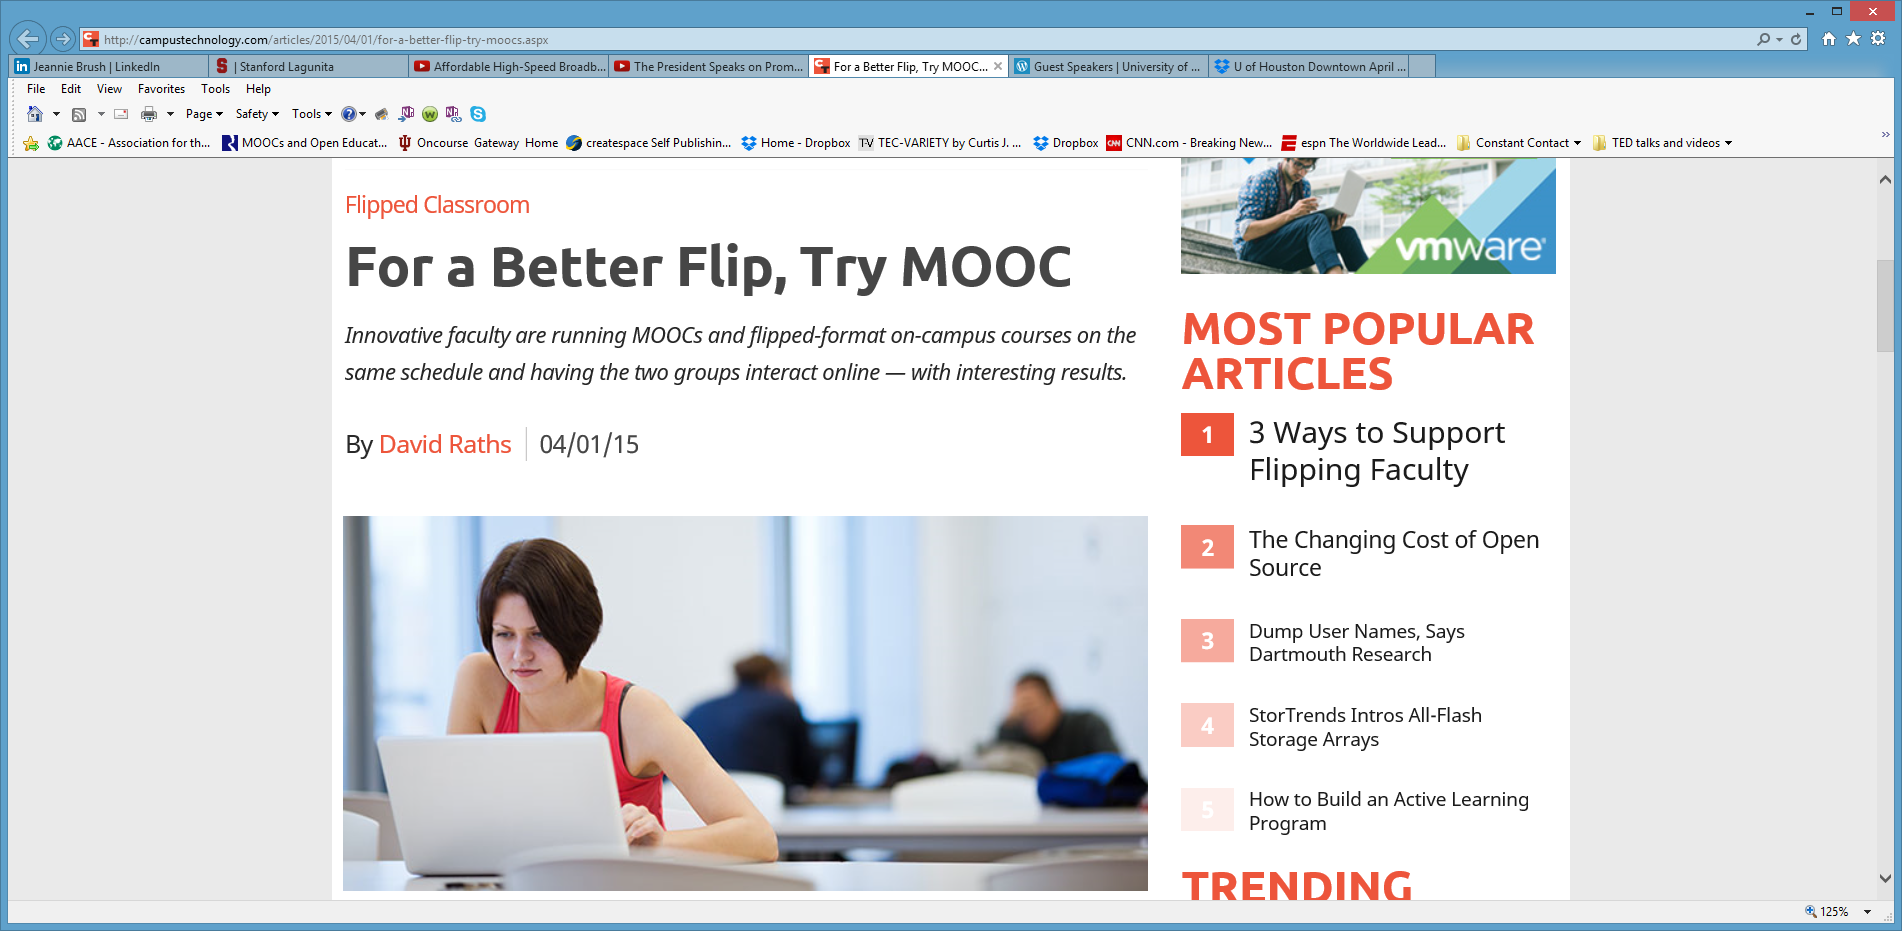 http://campustechnology.com/articles/2015/04/01/for-a-better-flip-try-moocs.aspx
Jeannie Brush | LinkedIn
| Stanford Lagunita
Affordable High-Speed Broadb...
The President Speaks on Prom...
For a Better Flip, Try MOOC...
Guest Speakers | University of ...
U of Houston Downtown April ...
File Edit View Favorites Tools Help
Page Safety Tools
AACE - Association for th...
MOOCs and Open Educat...
Oncourse
Gateway
Home
createspace Self Publishin...
Home - Dropbox
TV TEC-VARIETY by Curtis J. ...
Dropbox
CNN CNN.com - Breaking New...
espn The Worldwide Lead...
Constant Contact
TED talks and videos
Flipped Classroom
For a Better Flip, Try MOOC
Innovative faculty are running MOOCs and flipped-format on-campus courses on the
same schedule and having the two groups interact online — with interesting results.
By David Raths | 04/01/15
vmware
MOST POPULAR
ARTICLES
1 3 Ways to Support
Flipping Faculty
2 The Changing Cost of Open
Source
3 Dump User Names, Says
Dartmouth Research
4 StorTrends Intros All-Flash
Storage Arrays
5 How to Build an Active Learning
Program
TRENDING
125%